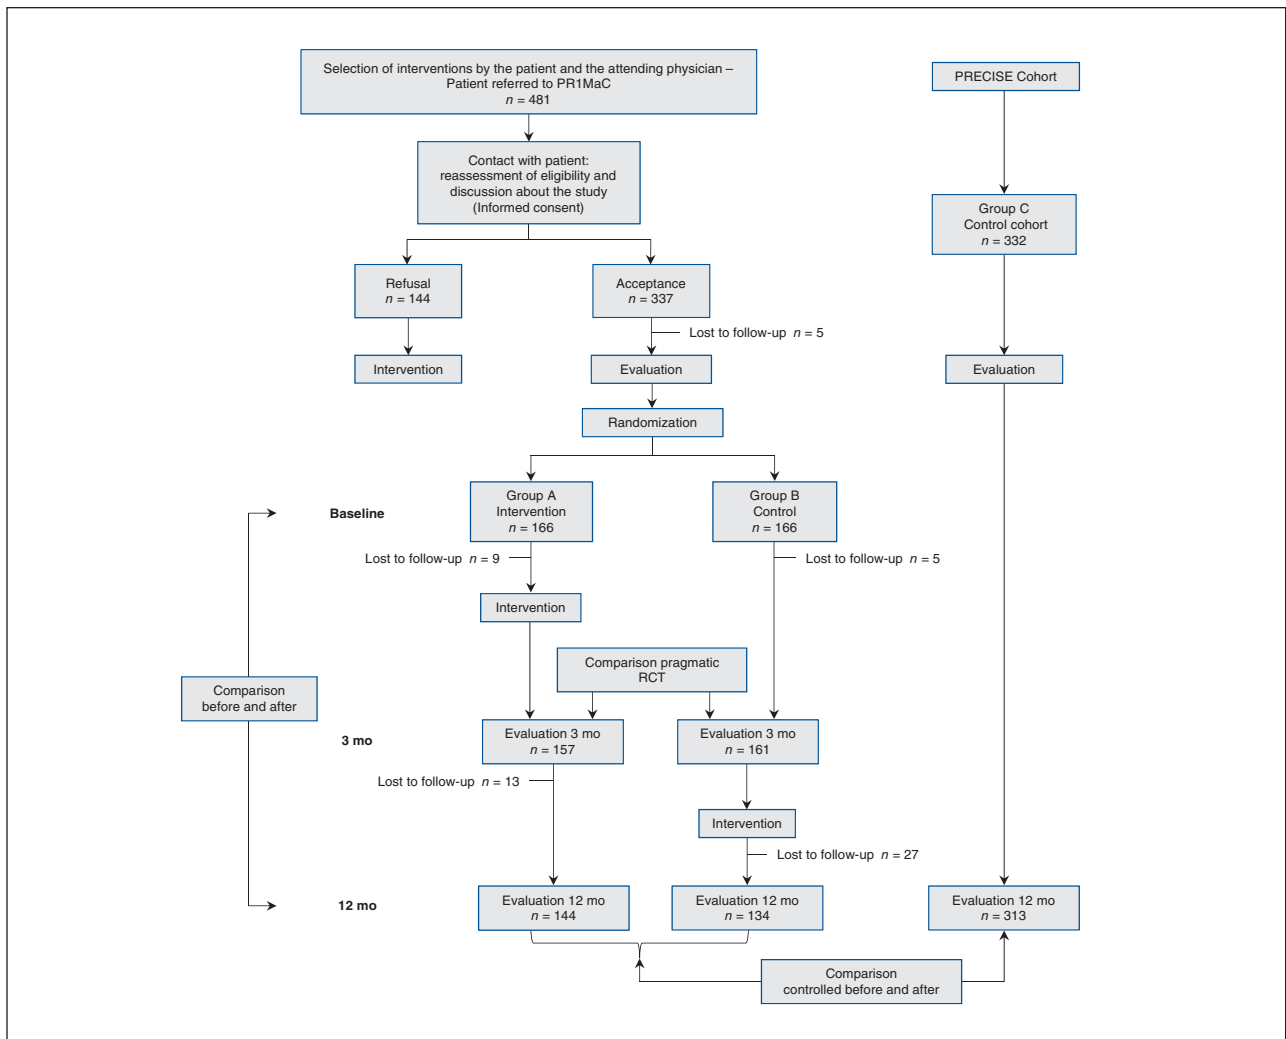 Selection of interventions by the patient and the attending physician –
Patient referred to PR1MaC
n = 481
PRECISE Cohort
Contact with patient:
reassessment of eligibility and
discussion about the study
(Informed consent)
Group C
Control cohort
n = 332
Refusal
n = 144
Acceptance
n = 337
Lost to follow-up n = 5
Intervention
Evaluation
Evaluation
Randomization
Baseline
Group A
Intervention
n = 166
Group B
Control
n = 166
Lost to follow-up n = 9
Lost to follow-up n = 5
Intervention
Comparison pragmatic
RCT
Comparison
before and after
3 mo
Evaluation 3 mo
n = 157
Evaluation 3 mo
n = 161
Lost to follow-up n = 13
Intervention
Lost to follow-up n = 27
12 mo
Evaluation 12 mo
n = 144
Evaluation 12 mo
n = 134
Evaluation 12 mo
n = 313
Comparison
controlled before and after